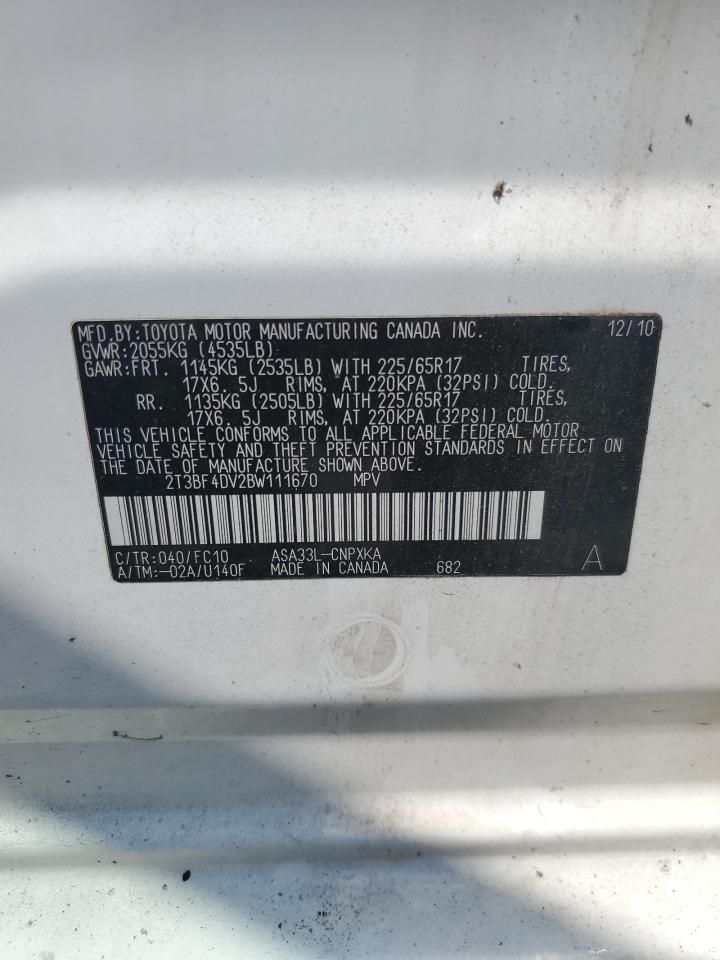 MFD.BY:TOYOTA MOTOR MANUFACTURING CANADA INC. 12/10
GVWR:2055KG (4535LB)
GAWR:FRT. 1145KG (2535LB) WITH 225/65R17 TIRES,
17X6. 5J RIMS, AT 220KPA (32PSI) COLD.
RR. 1135KG (2505LB) WITH 225/65R17 TIRES,
17X6. 5J RIMS, AT 220KPA (32PSI) COLD.
THIS VEHICLE CONFORMS TO ALL APPLICABLE FEDERAL MOTOR
VEHICLE SAFETY AND THEFT PREVENTION STANDARDS IN EFFECT ON
THE DATE OF MANUFACTURE SHOWN ABOVE.
2T3BF4DV2BW111670 MPV
C/TR:040/FC10 ASA33L-CNPXKA
A/TM:-02A/U140F MADE IN CANADA 682 A